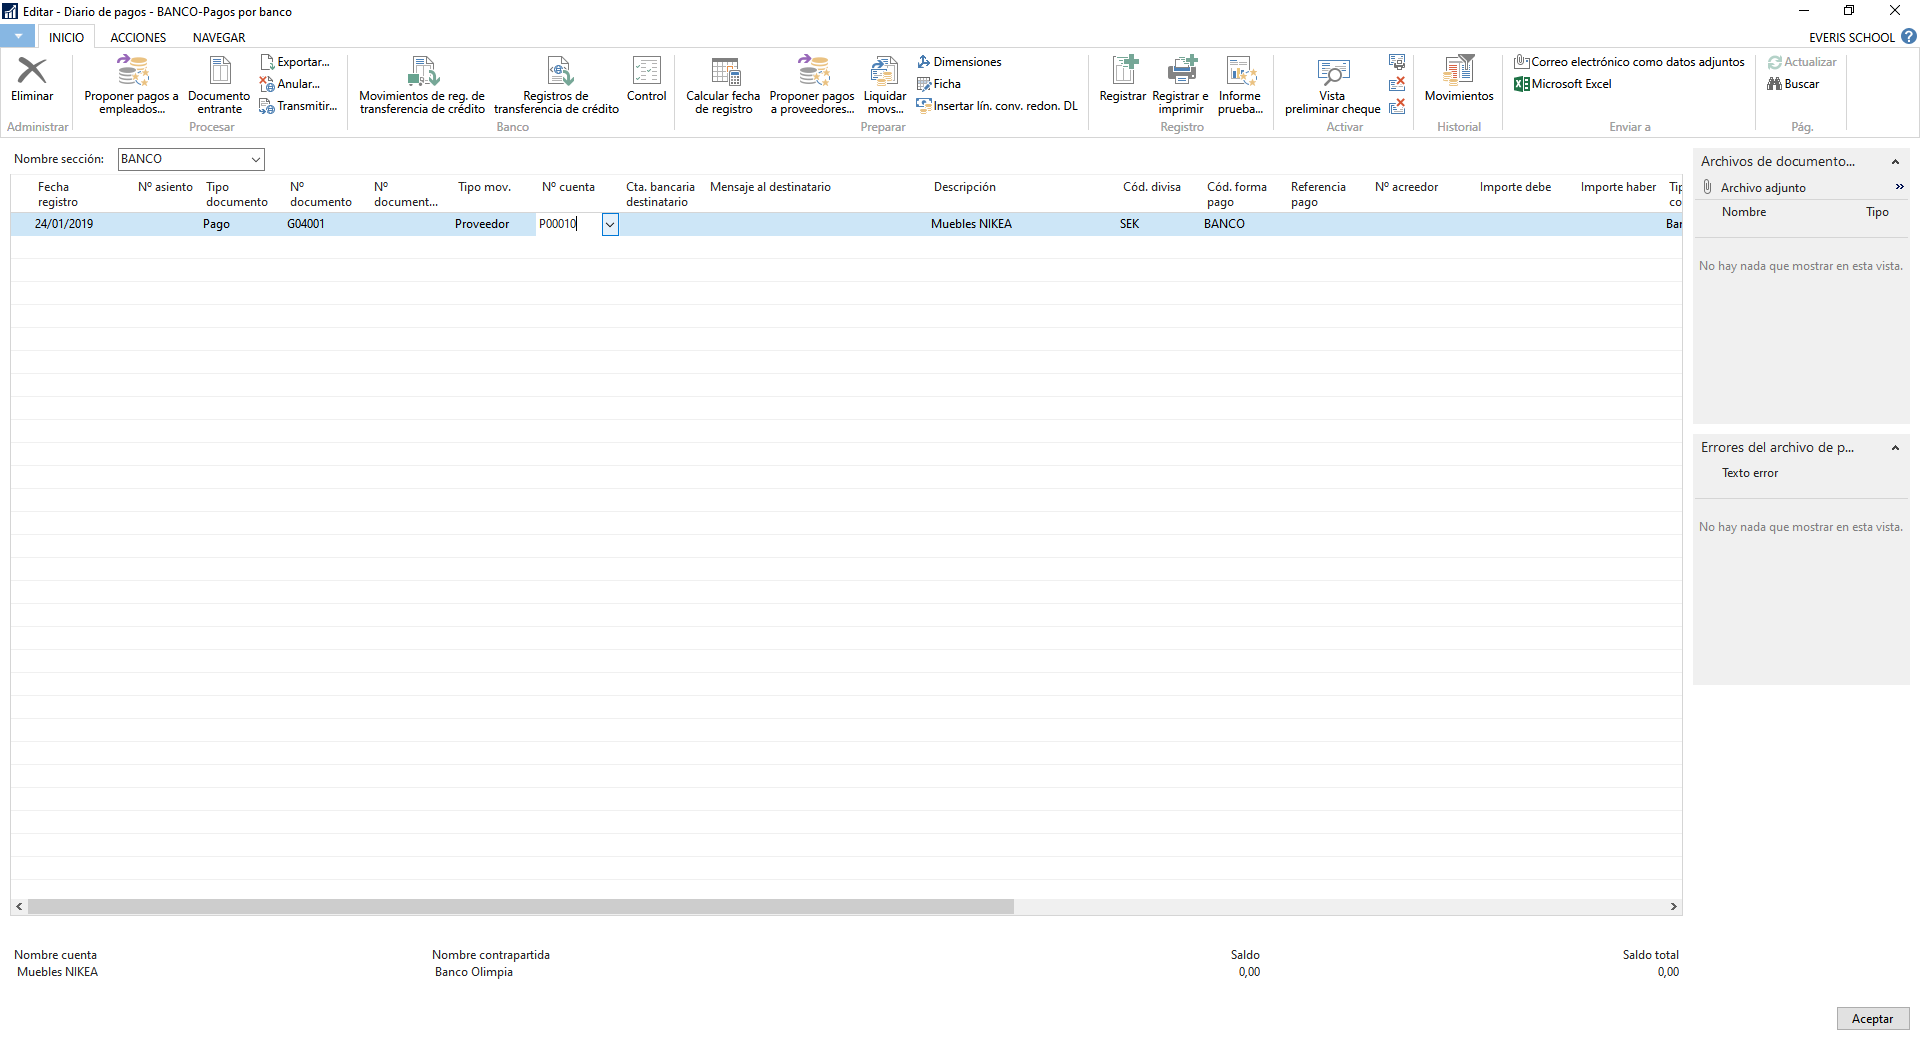 Editar - Diario de pagos - BANCO-Pagos por banco
INICIO ACCIONES NAVEGAR EVERIS SCHOOL
Eliminar
Administrar
Proponer pagos a empleados...
Documento entrante
Exportar...
Anular...
Transmitir...
Procesar
Movimientos de reg. de transferencia de crédito
Registros de transferencia de crédito
Control
Banco
Calcular fecha de registro
Proponer pagos a proveedores...
Liquidar movs...
Dimensiones
Ficha
Insertar lín. conv. redon. DL
Preparar
Registrar
Registrar e imprimir
Informe prueba...
Registro
Vista preliminar cheque
Activar
Movimientos
Historial
Correo electrónico como datos adjuntos
Microsoft Excel
Enviar a
Actualizar
Buscar
Pág.
Nombre sección: BANCO
Fecha registro Nº asiento Tipo documento Nº documento Nº document... Tipo mov. Nº cuenta Cta. bancaria destinatario Mensaje al destinatario Descripción Cód. divisa Cód. forma pago Referencia pago Nº acreedor Importe debe Importe haber Tip co
24/01/2019 Pago G04001 Proveedor P00010 Muebles NIKEA SEK BANCO Ban
Archivos de documento...
Archivo adjunto »
Nombre Tipo
No hay nada que mostrar en esta vista.
Errores del archivo de p...
Texto error
No hay nada que mostrar en esta vista.
Nombre cuenta Nombre contrapartida Saldo Saldo total
Muebles NIKEA Banco Olimpia 0,00 0,00
Aceptar